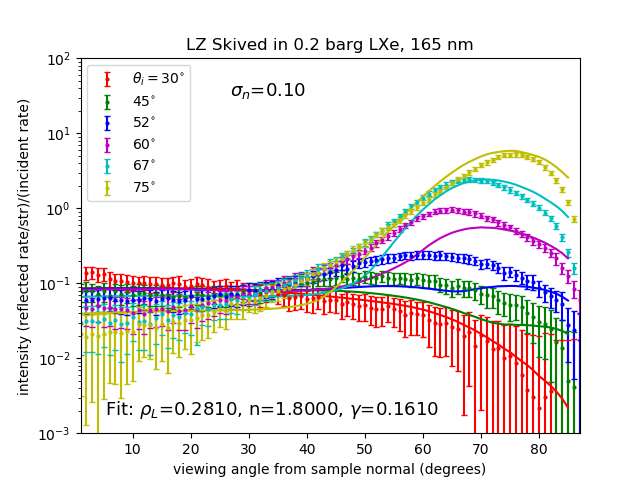 LZ Skived in 0.2 barg LXe, 165 nm
10²
10¹
10⁰
10⁻¹
10⁻²
10⁻³
intensity (reflected rate/str)/(incident rate)
θᵢ = 30°
45°
52°
60°
67°
75°
σₙ=0.10
Fit: ρ_L=0.2810, n=1.8000, γ=0.1610
10 20 30 40 50 60 70 80
viewing angle from sample normal (degrees)